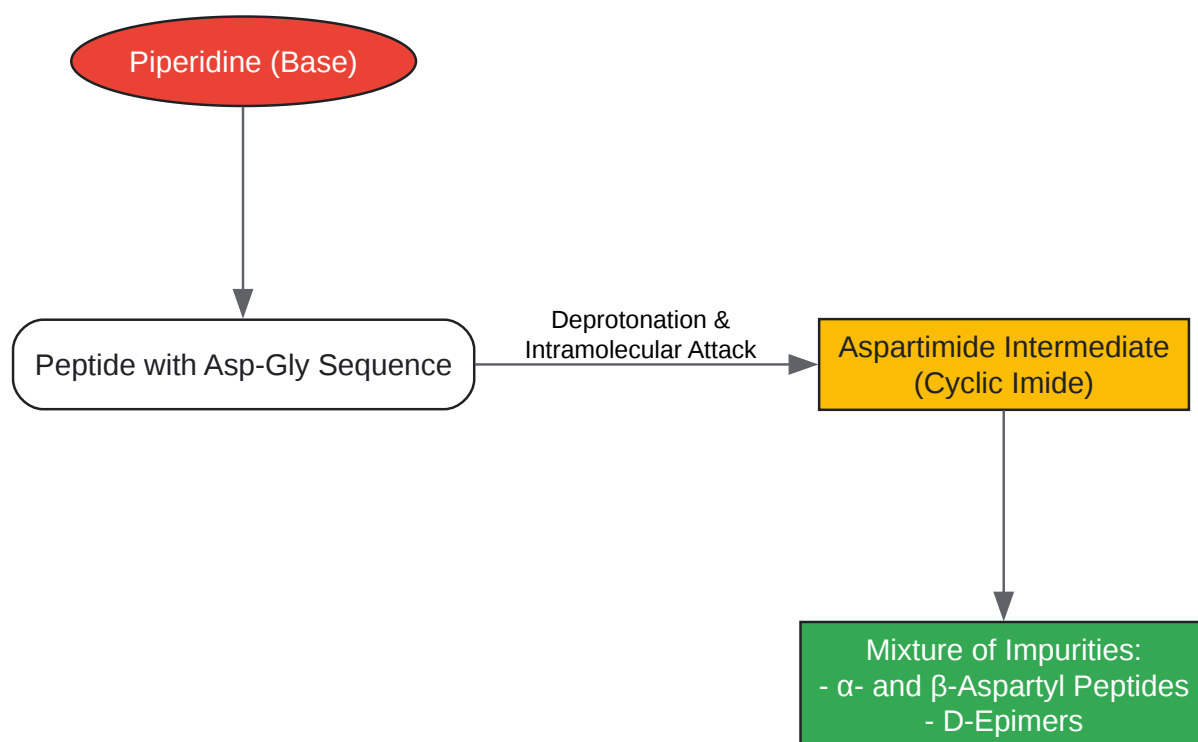 Piperidine (Base)
Peptide with Asp-Gly Sequence
Deprotonation &
Intramolecular Attack
Aspartimide Intermediate
(Cyclic Imide)
Mixture of Impurities:
- α- and β-Aspartyl Peptides
- D-Epimers